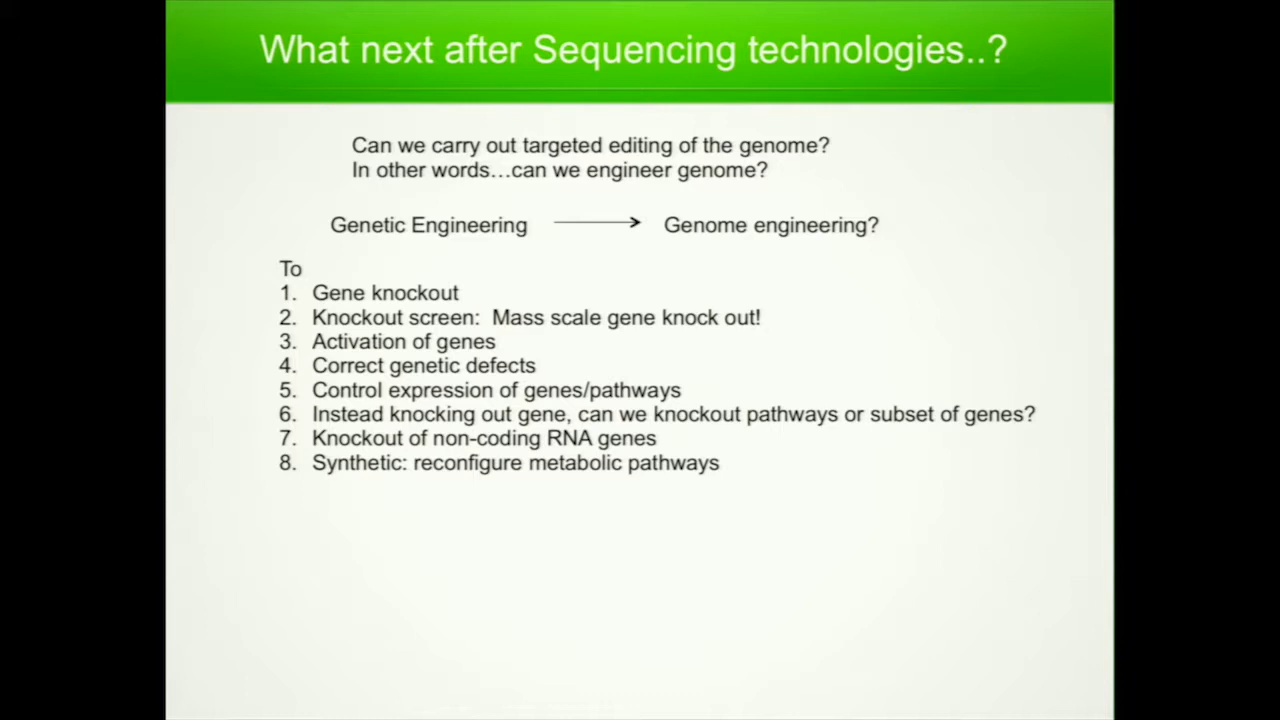 What next after Sequencing technologies..?
Can we carry out targeted editing of the genome?
In other words...can we engineer genome?
Genetic Engineering → Genome engineering?
To
1. Gene knockout
2. Knockout screen: Mass scale gene knock out!
3. Activation of genes
4. Correct genetic defects
5. Control expression of genes/pathways
6. Instead knocking out gene, can we knockout pathways or subset of genes?
7. Knockout of non-coding RNA genes
8. Synthetic: reconfigure metabolic pathways